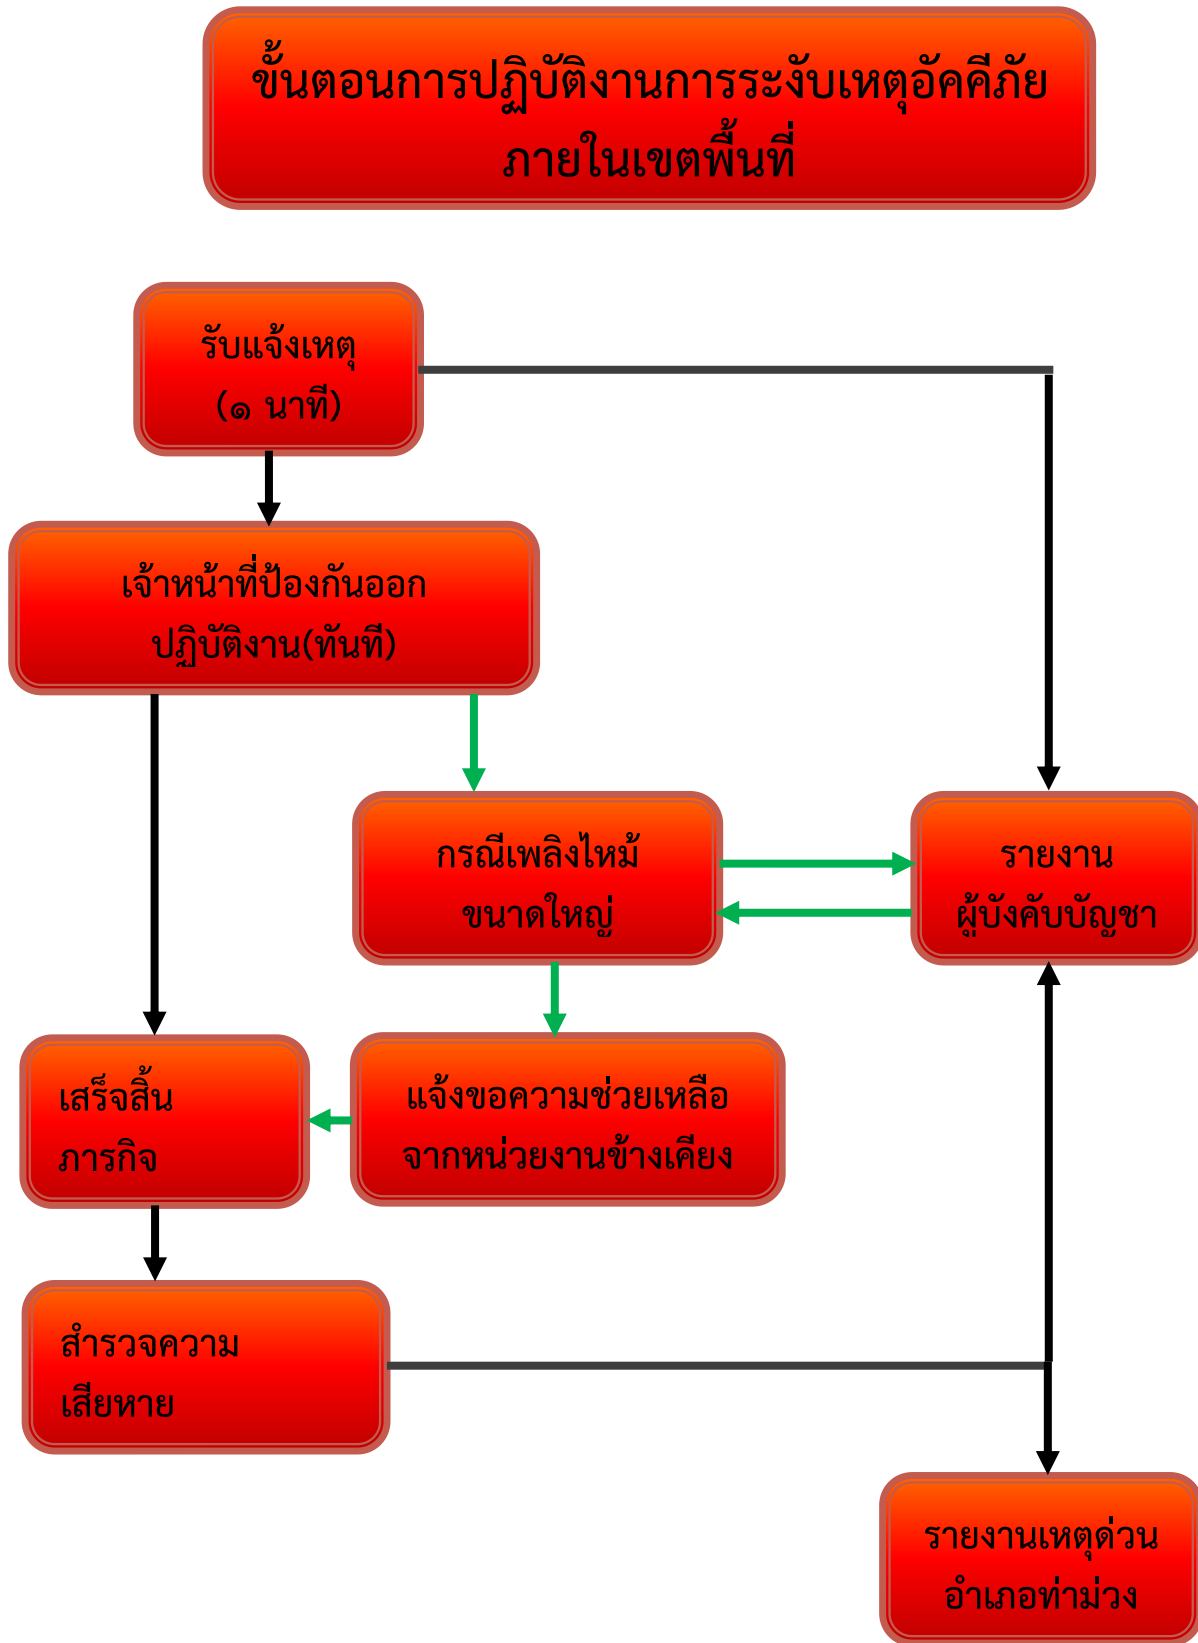 ขั้นตอนการปฏิบัติงานการระงับเหตุอัคคีภัย
ภายในเขตพื้นที่
รับแจ้งเหตุ
(๑ นาที)
เจ้าหน้าที่ป้องกันออก
ปฏิบัติงาน(ทันที)
กรณีเพลิงไหม้
ขนาดใหญ่
รายงาน
ผู้บังคับบัญชา
เสร็จสิ้น
ภารกิจ
แจ้งขอความช่วยเหลือ
จากหน่วยงานข้างเคียง
สำรวจความ
เสียหาย
รายงานเหตุด่วน
อำเภอท่าม่วง